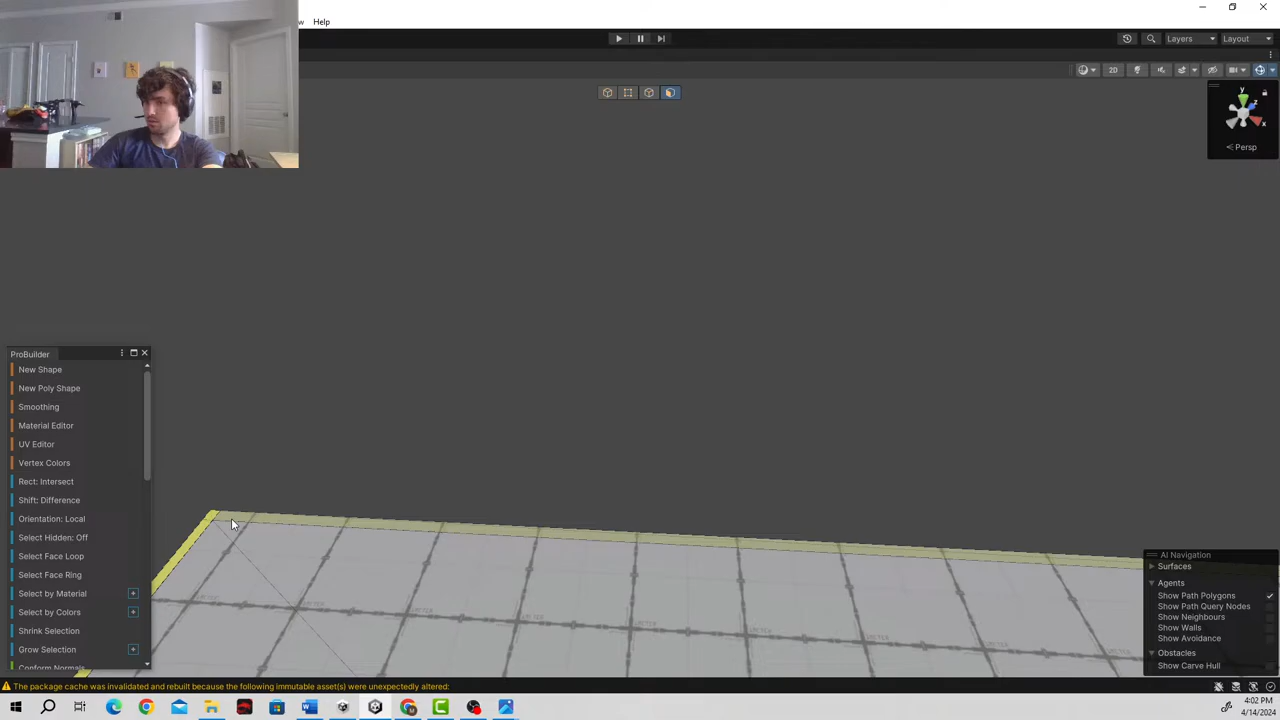 Help
Layers
Layout
2D
y
z
x
Persp
ProBuilder
New Shape
New Poly Shape
Smoothing
Material Editor
UV Editor
Vertex Colors
Rect: Intersect
Shift: Difference
Orientation: Local
Select Hidden: Off
Select Face Loop
Select Face Ring
Select by Material
Select by Colors
Shrink Selection
Grow Selection
Conform Normals
AI Navigation
Surfaces
Agents
Show Path Polygons
Show Path Query Nodes
Show Neighbours
Show Walls
Show Avoidance
Obstacles
Show Carve Hull
The package cache was invalidated and rebuilt because the following immutable asset(s) were unexpectedly altered:
4:02 PM
4/14/2024